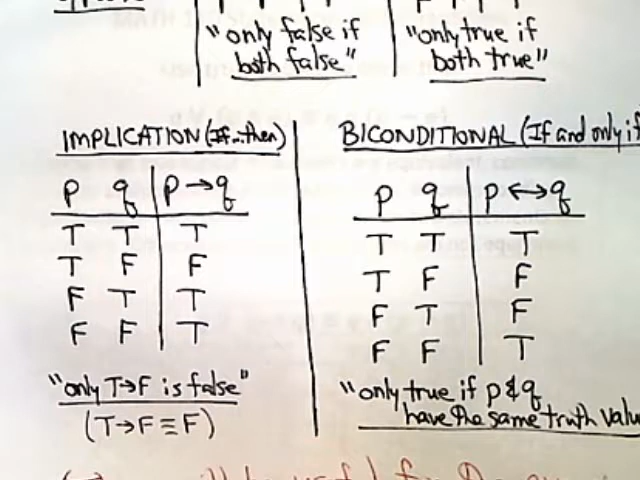 "only false if
both false"
"only true if
both true"
IMPLICATION (If..then)
p q p→q
T T T
T F F
F T T
F F T
"only T→F is false"
(T→F≡F)
BICONDITIONAL (If and only if
p q p↔q
T T T
T F F
F T F
F F T
"only true if p & q
have the same truth valu